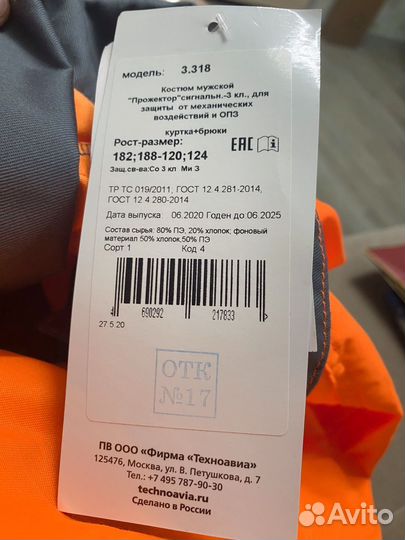 модель: 3.318
Костюм мужской
"Прожектор"сигнальн.-3 кл., для
защиты от механических
воздействий и ОПЗ
куртка+брюки
Рост-размер:
182;188-120;124
EAC
Защ.св-ва:Со 3 кл Ми З
ТР ТС 019/2011, ГОСТ 12 4.281-2014,
ГОСТ 12 4 280-2014
Дата выпуска: 06.2020 Годен до 06.2025
Состав сырья: 80% ПЭ, 20% хлопок; фоновый
материал 50% хлопок,50% ПЭ
Сорт 1 Код 4
690292 217833
27 5.20
ОТК
№17
ПВ ООО «Фирма «Техноавиа»
125476, Москва, ул. В. Петушкова, д. 7
Тел.: +7 495 787-90-30
technoavia.ru
Сделано в России
Avito